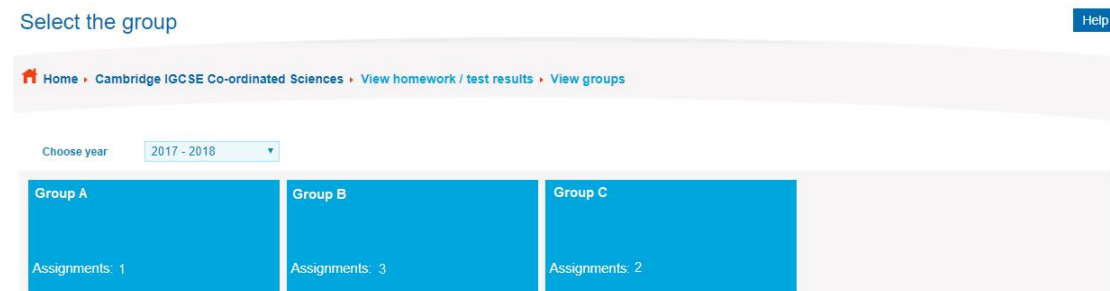 Select the group
Help
Home ▸ Cambridge IGCSE Co-ordinated Sciences ▸ View homework / test results ▸ View groups
Choose year 2017 - 2018
Group A Group B Group C
Assignments: 1 Assignments: 3 Assignments: 2